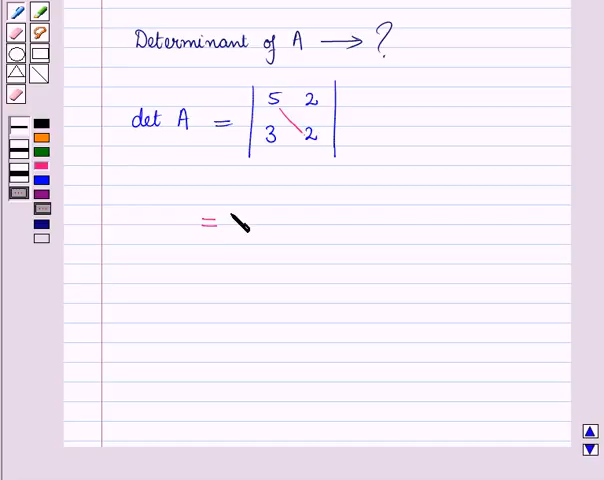 Determinant of A ⟶ ?
det A = | 5 2 |
| 3 2 |
=